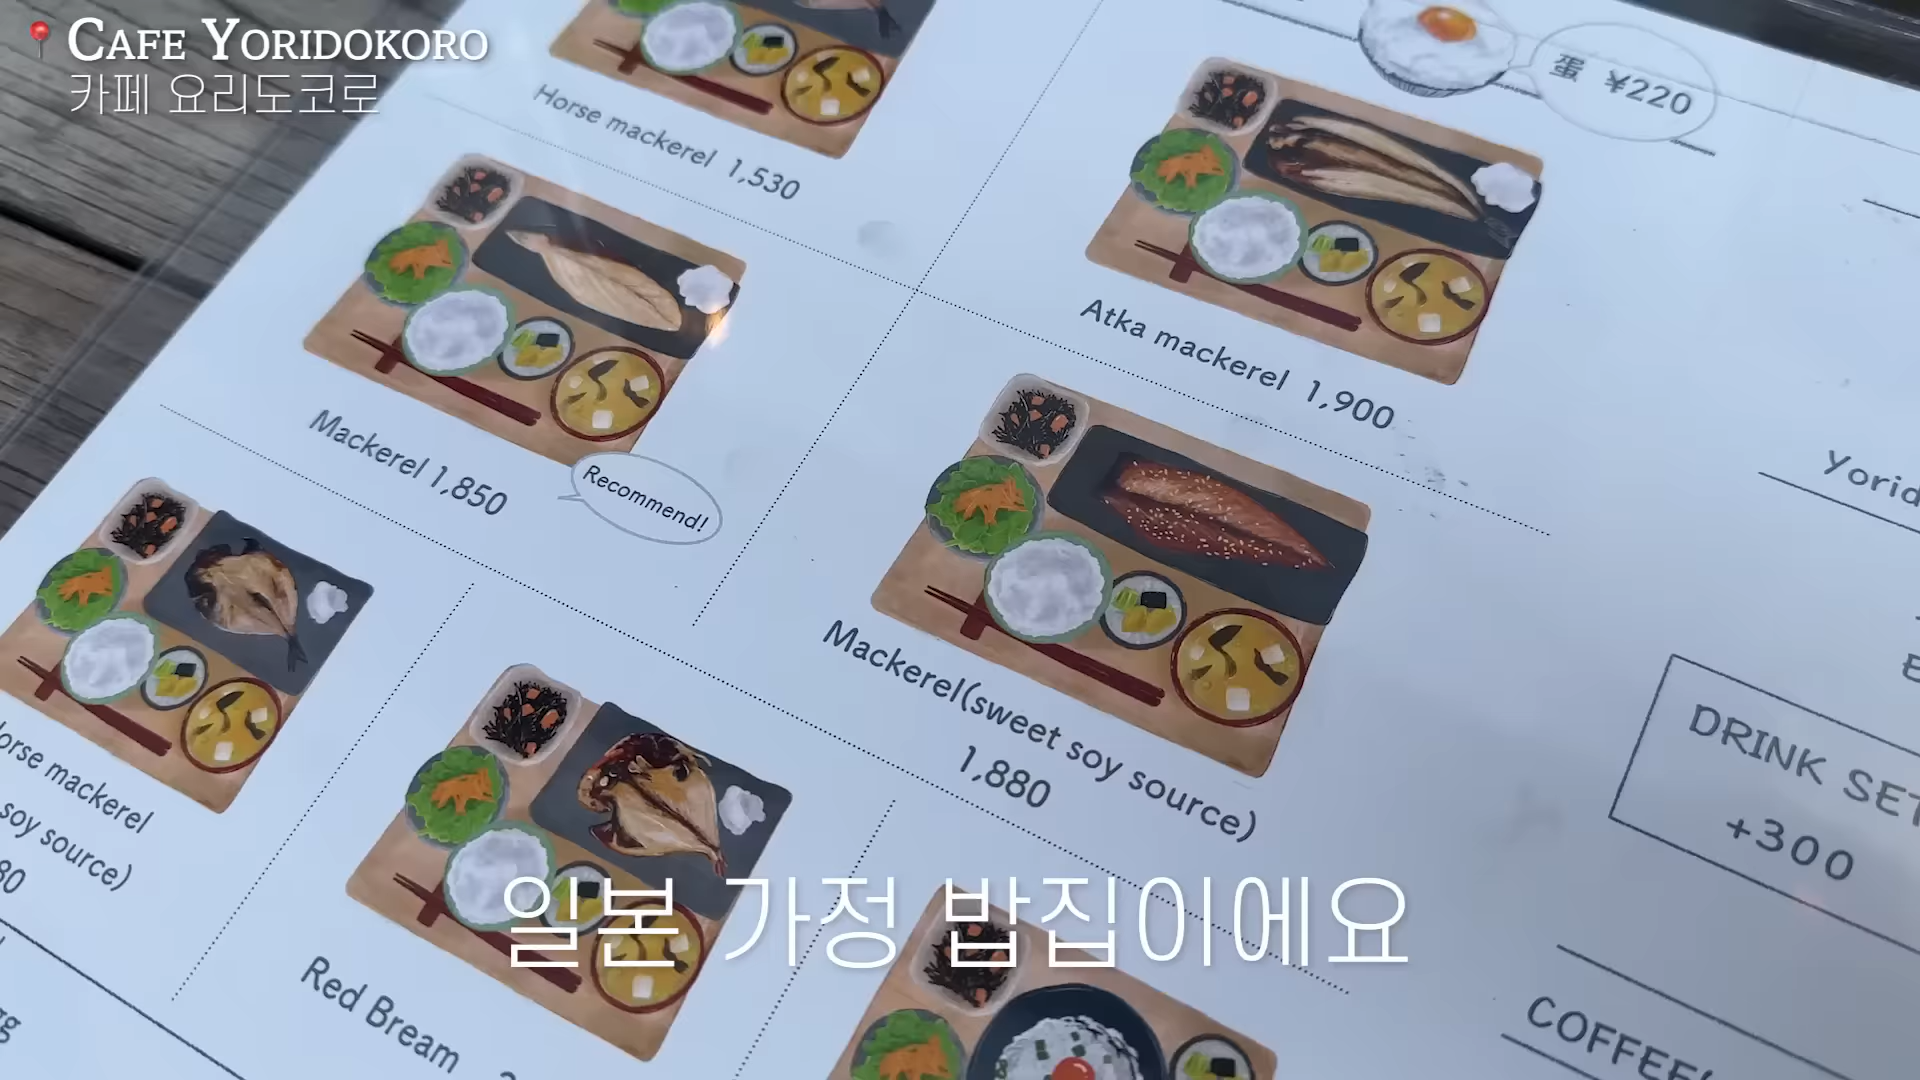 CAFE YORIDOKORO
카페 요리도코로
蛋 ¥220
Horse mackerel 1,530
Atka mackerel 1,900
Mackerel 1,850
Recommend!
Mackerel(sweet soy source)
1,880
DRINK SET
+300
mackerel
soy source)
Red Bream
일본 가정 밥집이에요